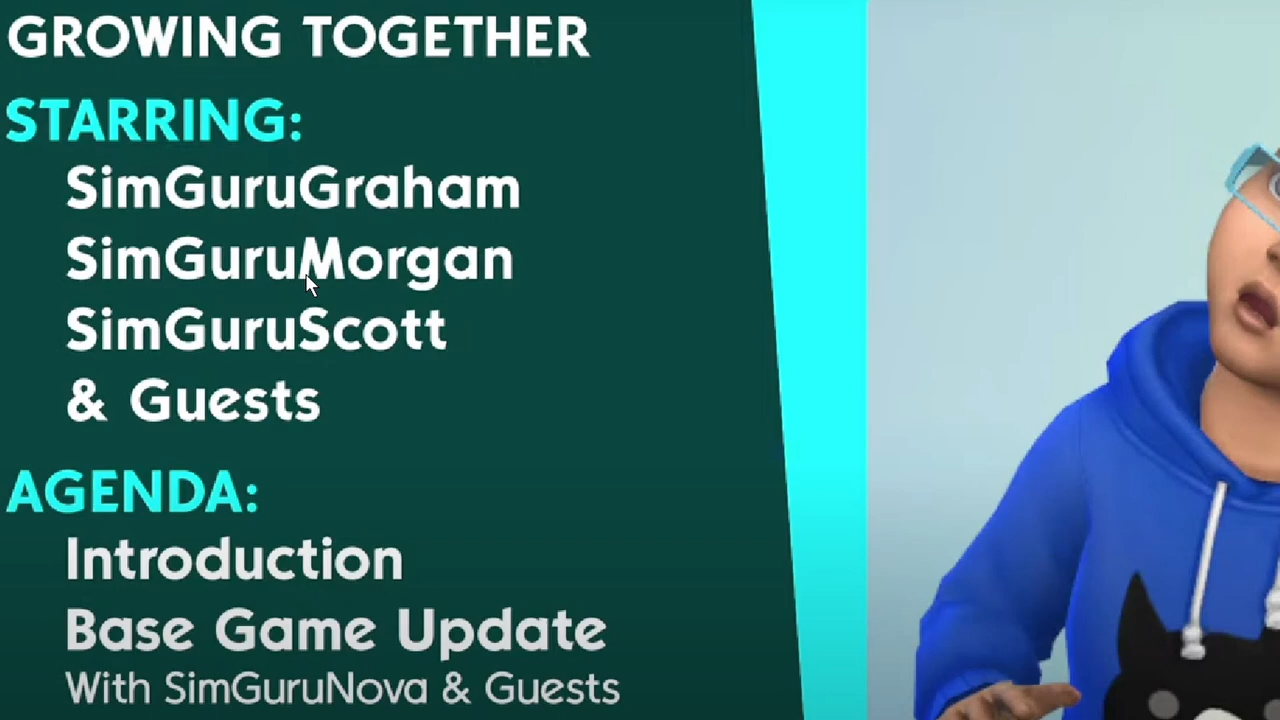 GROWING TOGETHER
STARRING:
SimGuruGraham
SimGuruMorgan
SimGuruScott
& Guests
AGENDA:
Introduction
Base Game Update
With SimGuruNova & Guests